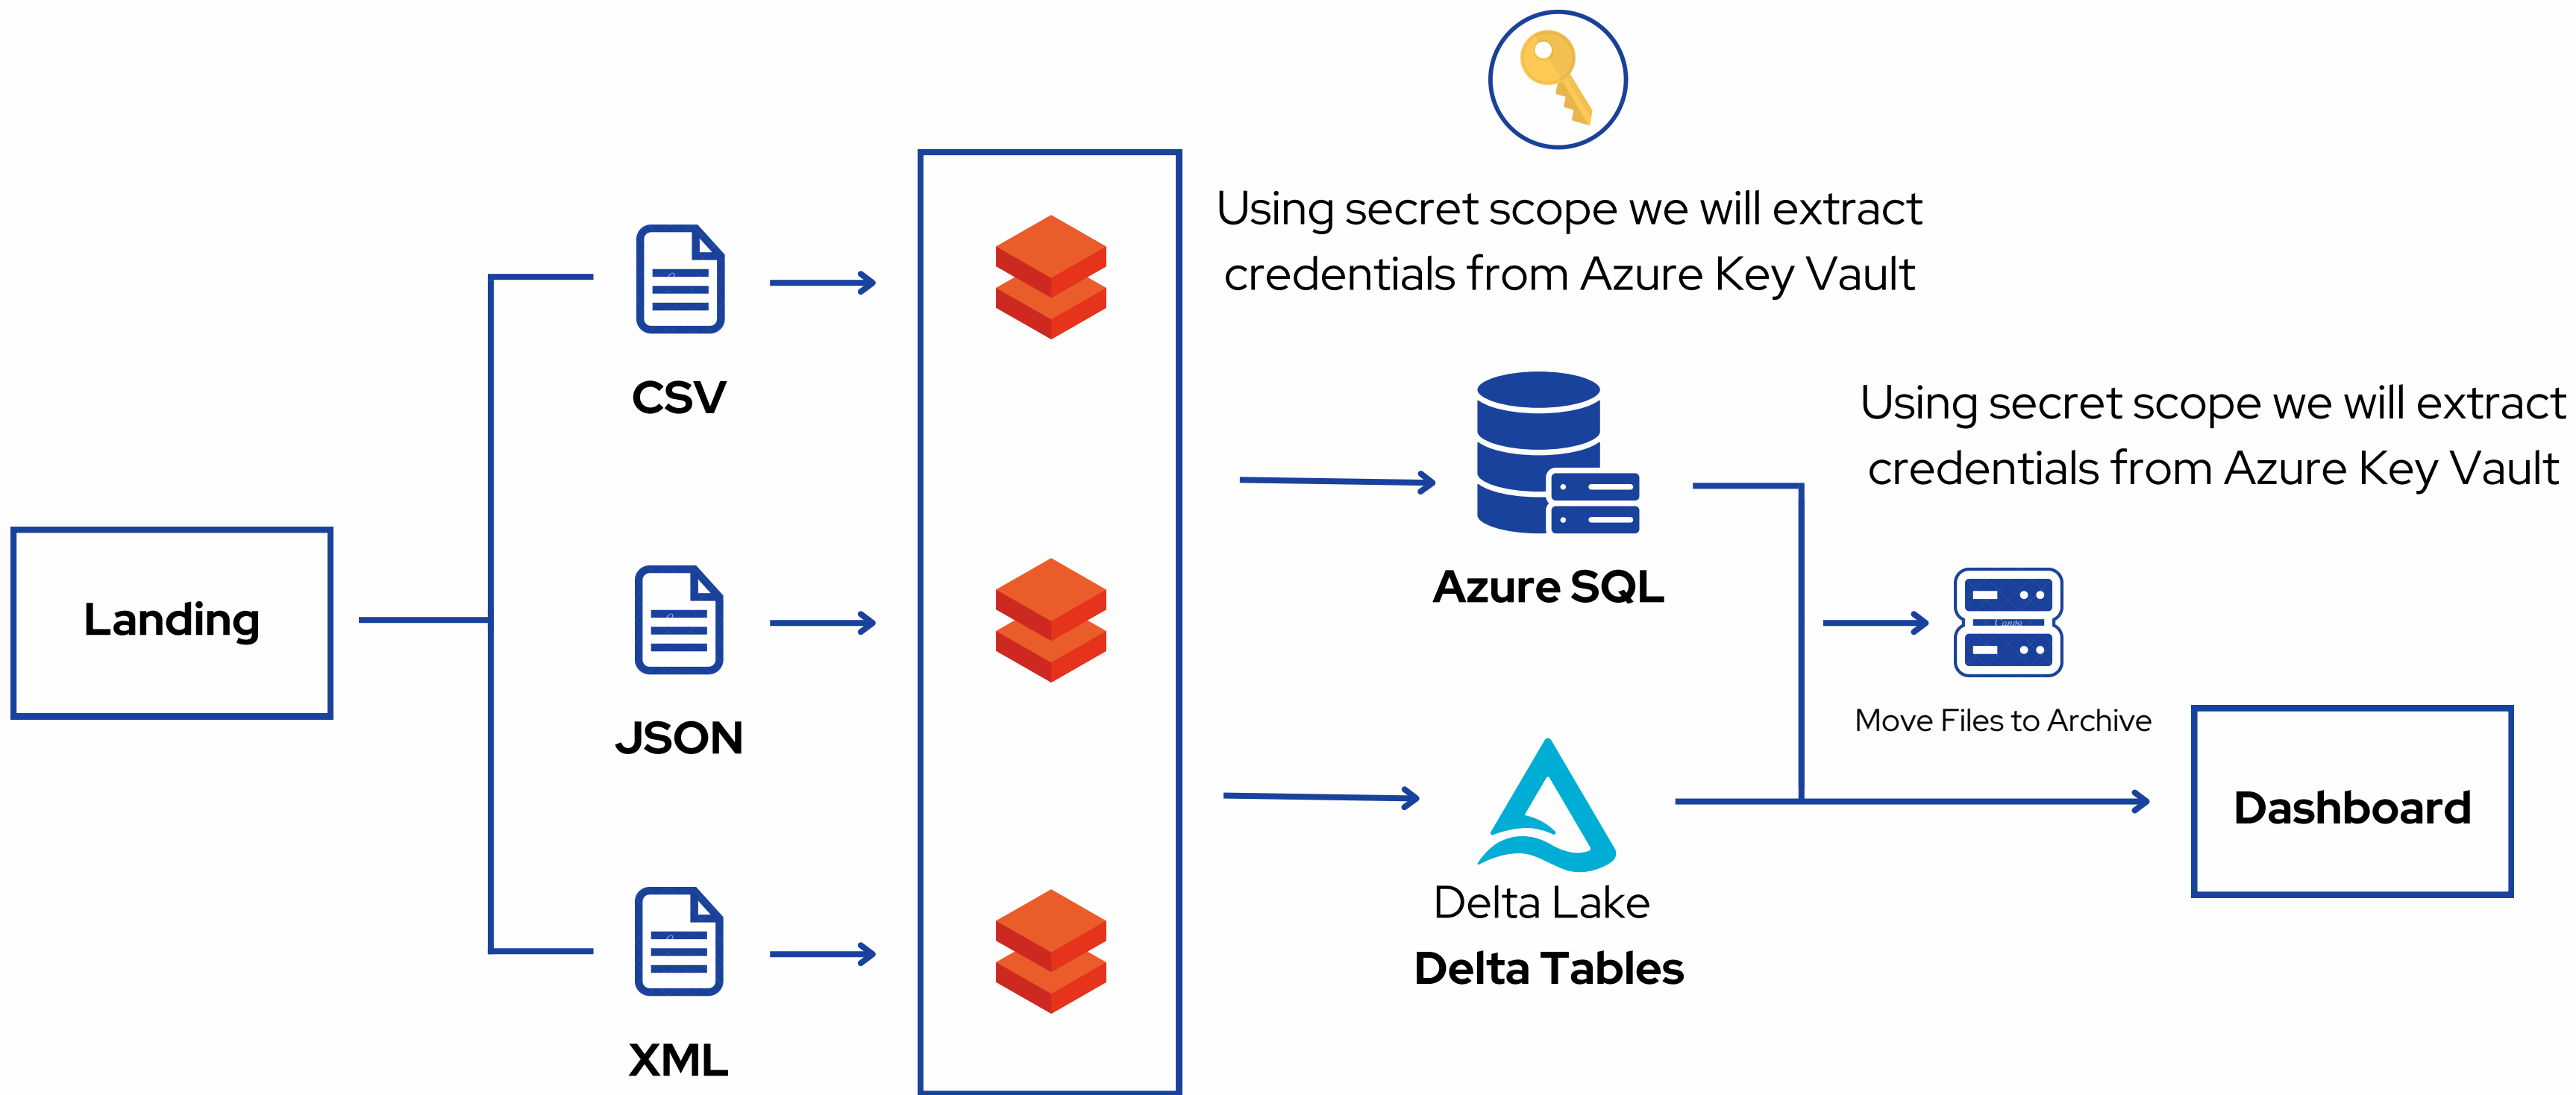 Using secret scope we will extract
credentials from Azure Key Vault
CSV
Using secret scope we will extract
credentials from Azure Key Vault
Azure SQL
Landing
JSON
Canva
Move Files to Archive
Dashboard
Delta Lake
Delta Tables
XML